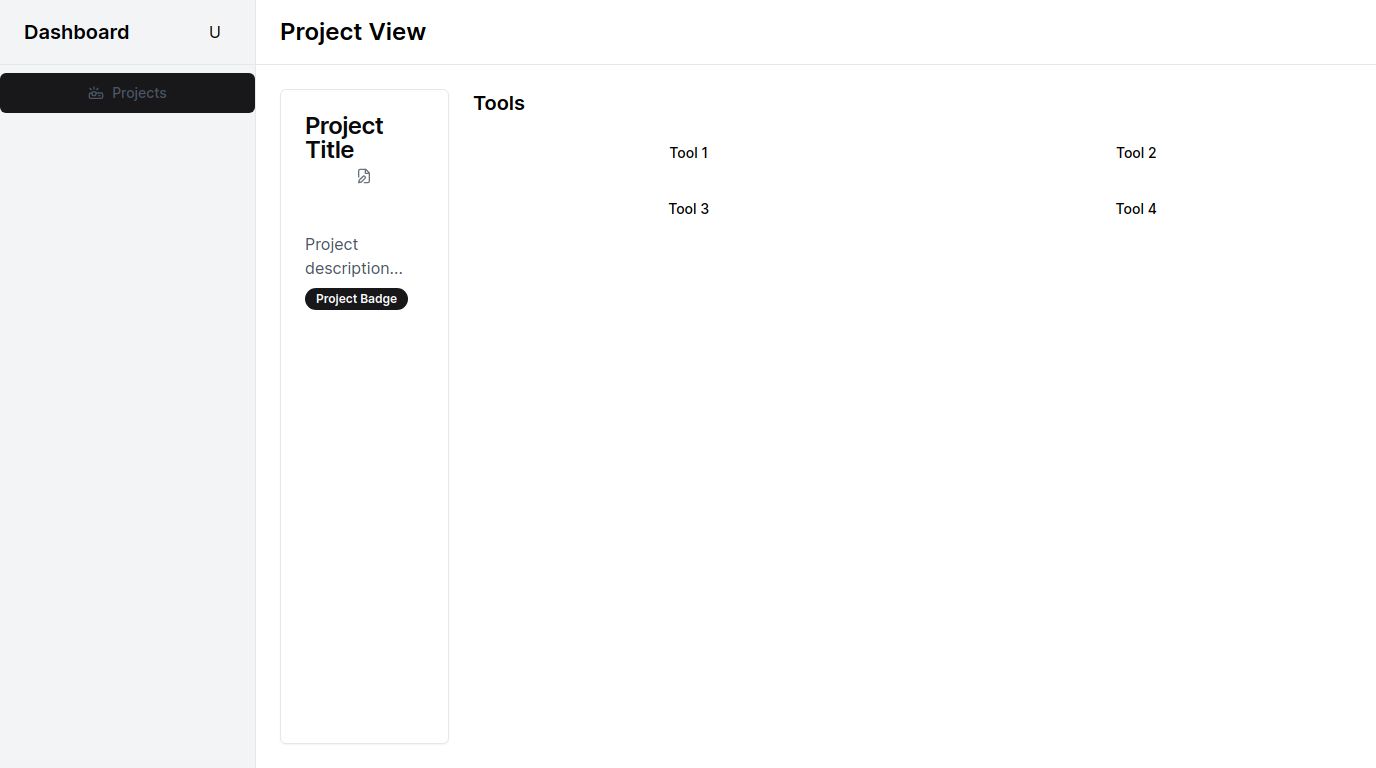 Dashboard
U
Project View
Projects
Project
Title
Project
description...
Project Badge
Tools
Tool 1
Tool 2
Tool 3
Tool 4